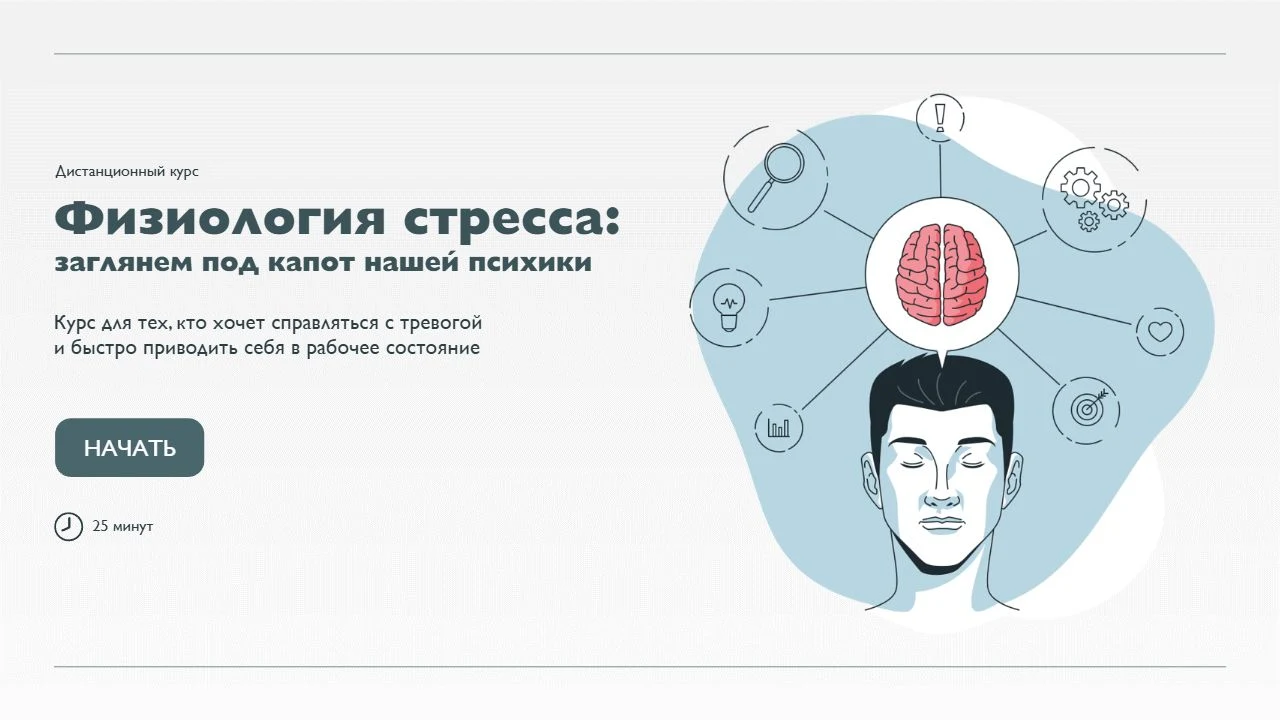 Дистанционный курс
Физиология стресса:
заглянем под капот нашей психики
Курс для тех, кто хочет справляться с тревогой
и быстро приводить себя в рабочее состояние
НАЧАТЬ
25 минут